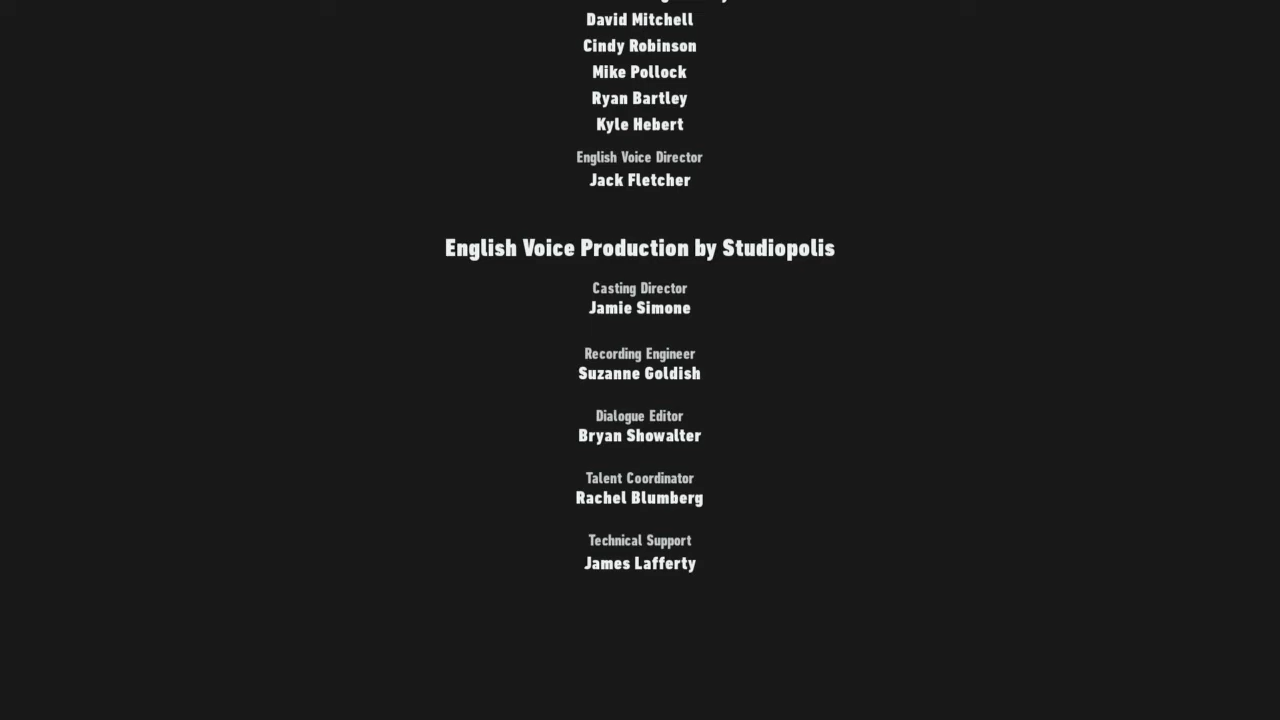 David Mitchell
Cindy Robinson
Mike Pollock
Ryan Bartley
Kyle Hebert
English Voice Director
Jack Fletcher
English Voice Production by Studiopolis
Casting Director
Jamie Simone
Recording Engineer
Suzanne Goldish
Dialogue Editor
Bryan Showalter
Talent Coordinator
Rachel Blumberg
Technical Support
James Lafferty